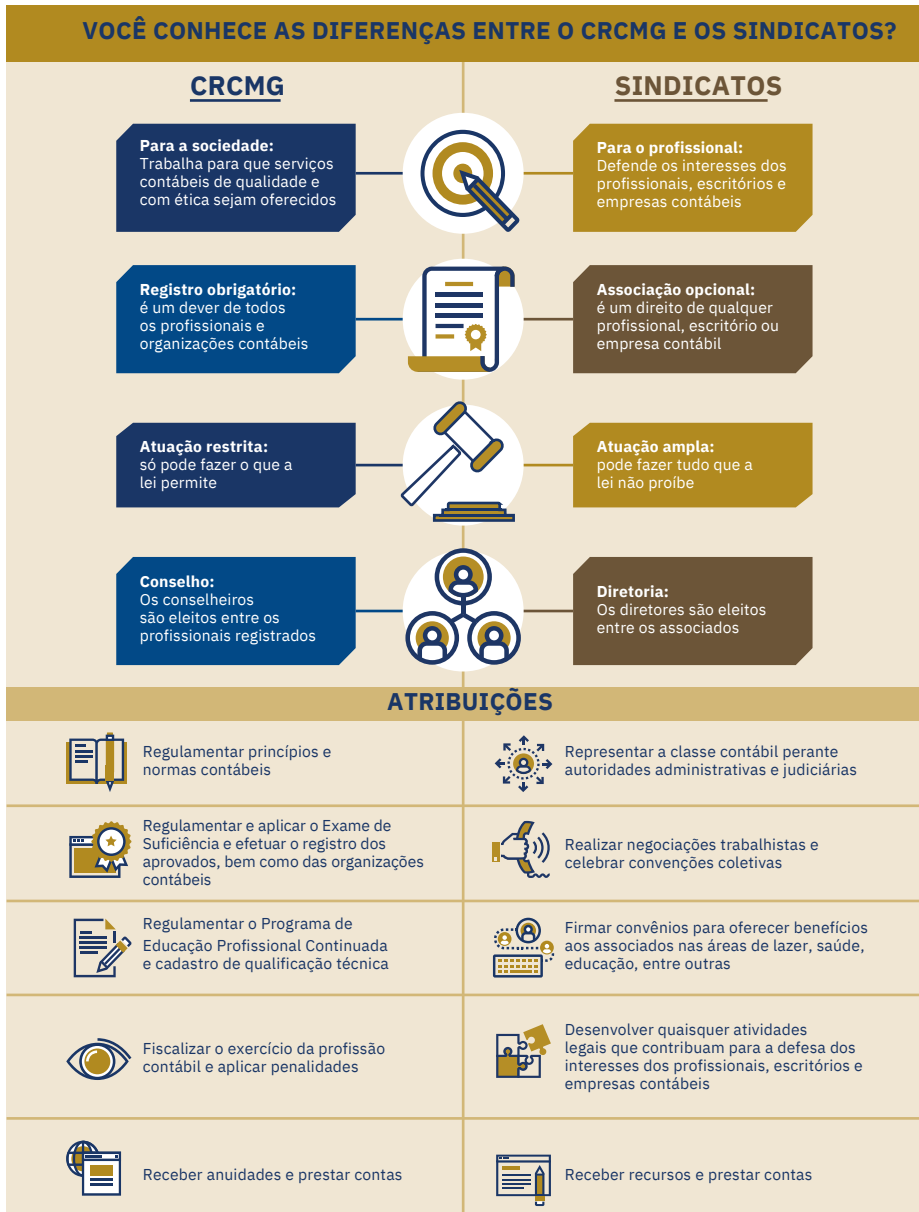 VOCÊ CONHECE AS DIFERENÇAS ENTRE O CRCMG E OS SINDICATOS?
CRCMG
SINDICATOS
Para a sociedade:
Trabalha para que serviços
contábeis de qualidade e
com ética sejam oferecidos
Para o profissional:
Defende os interesses dos
profissionais, escritórios e
empresas contábeis
Registro obrigatório:
é um dever de todos
os profissionais e
organizações contábeis
Associação opcional:
é um direito de qualquer
profissional, escritório ou
empresa contábil
Atuação restrita:
só pode fazer o que a
lei permite
Atuação ampla:
pode fazer tudo que a
lei não proíbe
Conselho:
Os conselheiros
são eleitos entre os
profissionais registrados
Diretoria:
Os diretores são eleitos
entre os associados
ATRIBUIÇÕES
Regulamentar princípios e
normas contábeis
Representar a classe contábil perante
autoridades administrativas e judiciárias
Regulamentar e aplicar o Exame de
Suficiência e efetuar o registro dos
aprovados, bem como das organizações
contábeis
Realizar negociações trabalhistas e
celebrar convenções coletivas
Regulamentar o Programa de
Educação Profissional Continuada
e cadastro de qualificação técnica
Firmar convênios para oferecer benefícios
aos associados nas áreas de lazer, saúde,
educação, entre outras
Fiscalizar o exercício da profissão
contábil e aplicar penalidades
Desenvolver quaisquer atividades
legais que contribuam para a defesa dos
interesses dos profissionais, escritórios e
empresas contábeis
Receber anuidades e prestar contas
Receber recursos e prestar contas